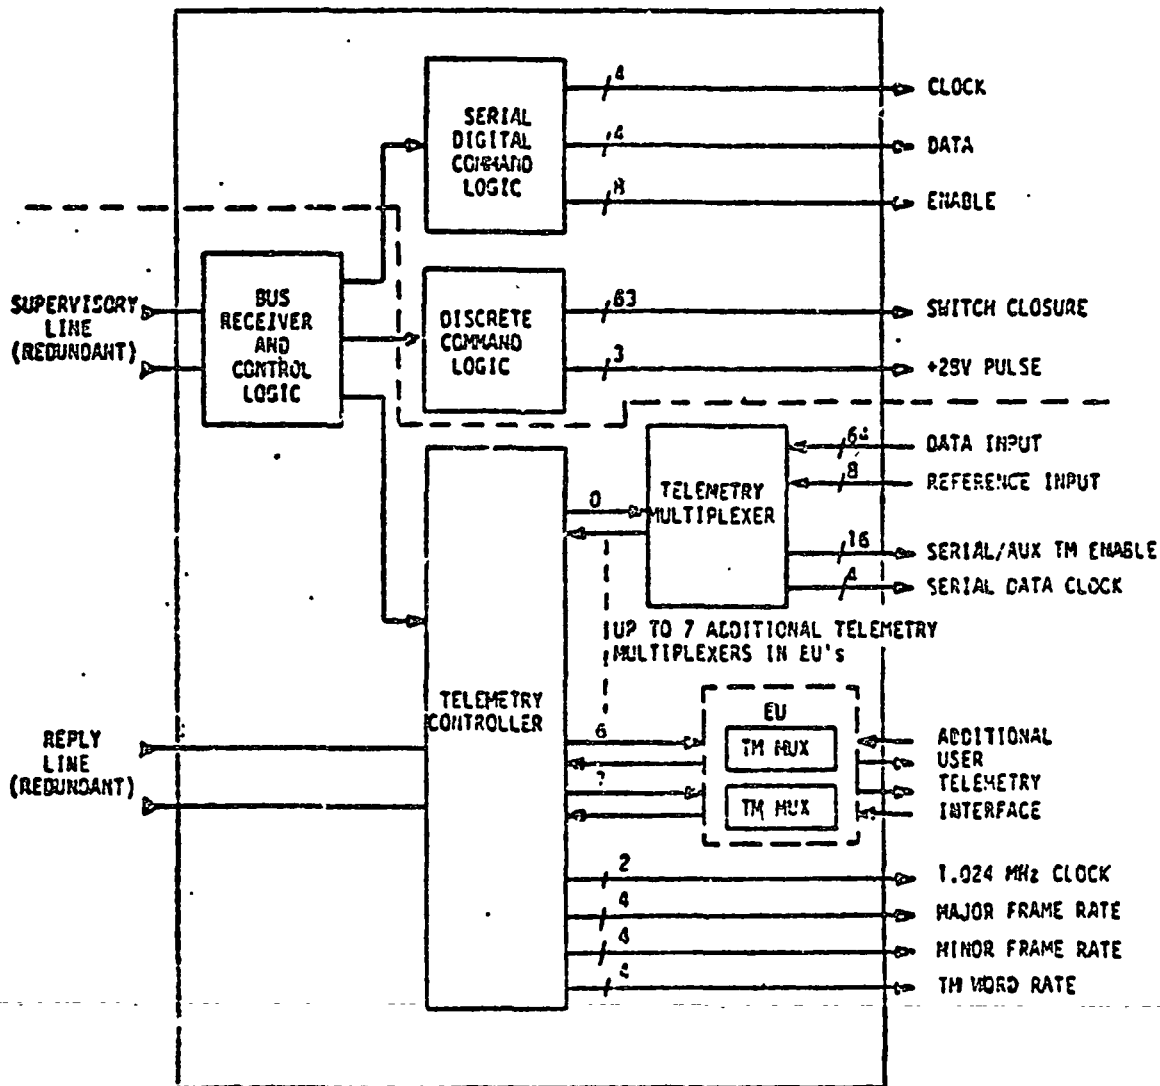 SERIAL
DIGITAL
COMMAND
LOGIC
4
CLOCK
4
DATA
8
ENABLE
SUPERVISORY
LINE
(REDUNDANT)
BUS
RECEIVER
AND
CONTROL
LOGIC
DISCRETE
COMMAND
LOGIC
63
SWITCH CLOSURE
3
+28V PULSE
TELEMETRY
MULTIPLEXER
0
64
DATA INPUT
8
REFERENCE INPUT
16
SERIAL/AUX TM ENABLE
4
SERIAL DATA CLOCK
UP TO 7 ADDITIONAL TELEMETRY
MULTIPLEXERS IN EU's
TELEMETRY
CONTROLLER
REPLY
LINE
(REDUNDANT)
6
EU
TM MUX
TM MUX
ADDITIONAL
USER
TELEMETRY
INTERFACE
2
1.024 MHz CLOCK
4
MAJOR FRAME RATE
4
MINOR FRAME RATE
4
TM WORD RATE